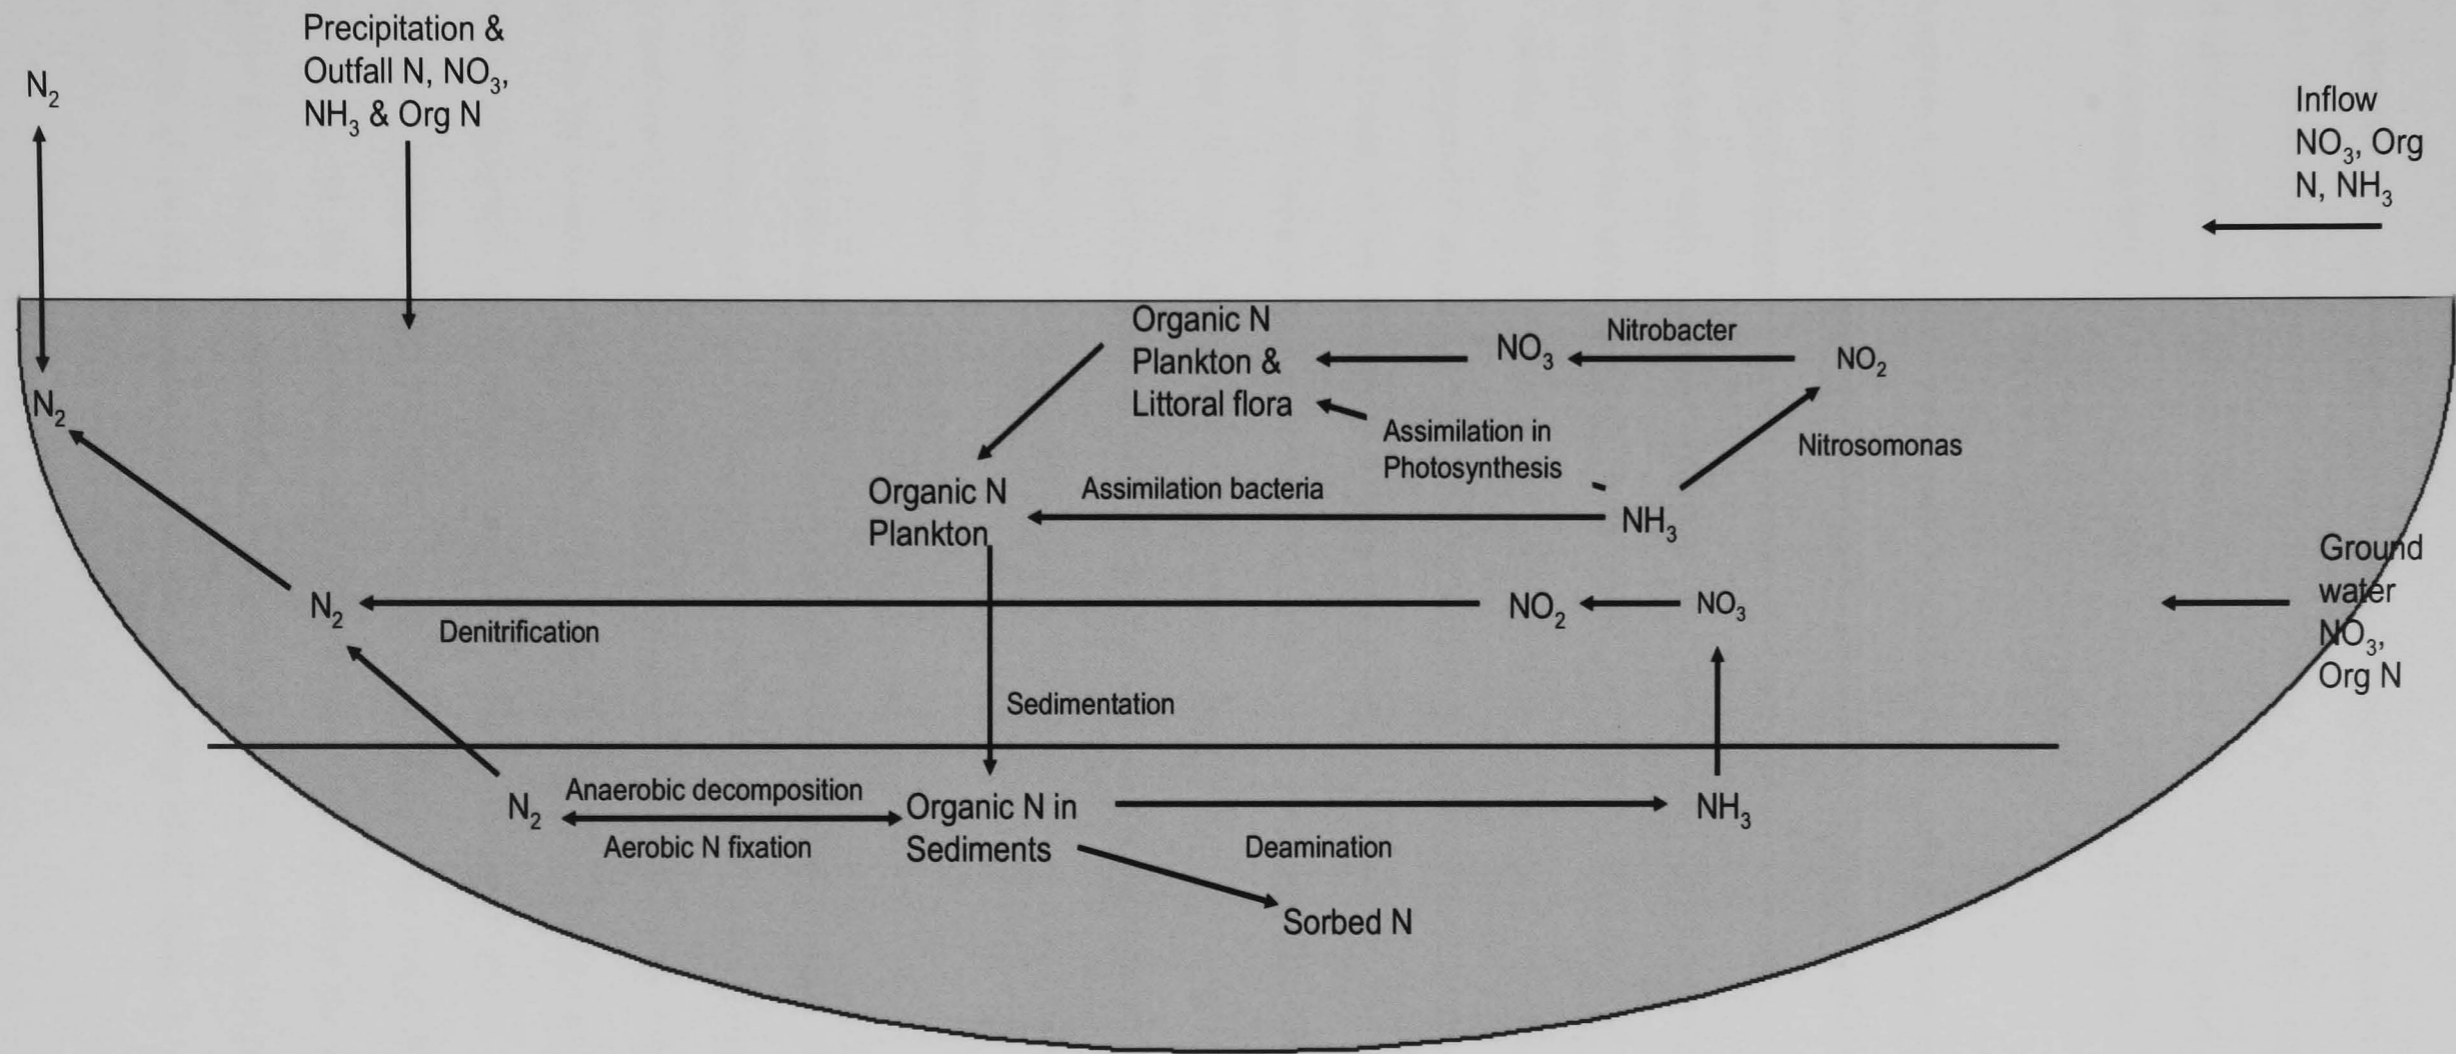 Precipitation &
Outfall N, NO₃,
NH₃ & Org N
N₂
Inflow
NO₃, Org
N, NH₃
Organic N
Plankton &
Littoral flora
NO₃
Nitrobacter
NO₂
N₂
Assimilation in
Photosynthesis
Nitrosomonas
Organic N
Plankton
Assimilation bacteria
NH₃
Ground
water
NO₃,
Org N
N₂
Denitrification
NO₂
NO₃
Sedimentation
N₂
Anaerobic decomposition
Aerobic N fixation
Organic N in
Sediments
Deamination
NH₃
Sorbed N